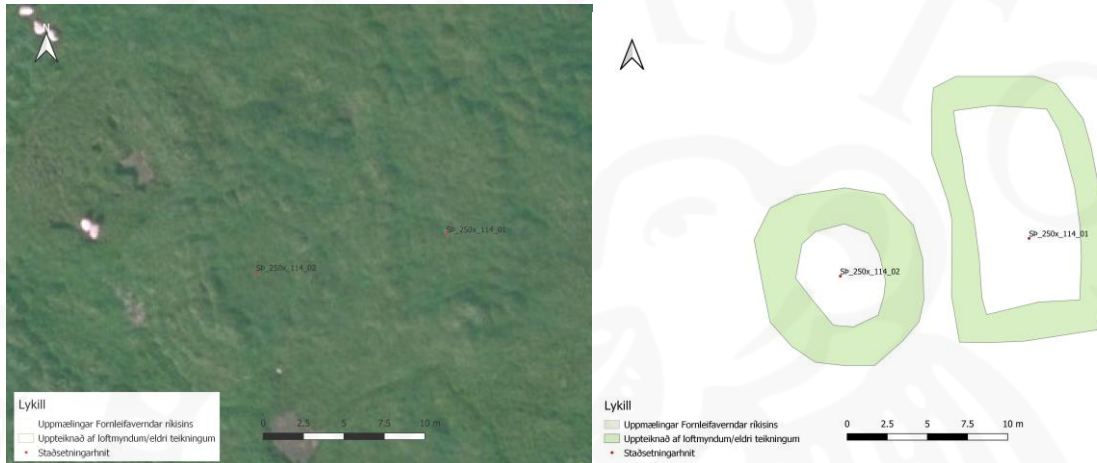 N
SÞ_250x_114_01
SÞ_250x_114_02
Lykill
Uppmælingar Fornleifaverndar ríkisins
Uppteiknað af loftmyndum/eldri teikningum
Staðsetningarhnit
0 2.5 5 7.5 10 m
SÞ_250x_114_01
SÞ_250x_114_02
Lykill
Uppmælingar Fornleifaverndar ríkisins
Uppteiknað af loftmyndum/eldri teikningum
Staðsetningarhnit
0 2.5 5 7.5 10 m